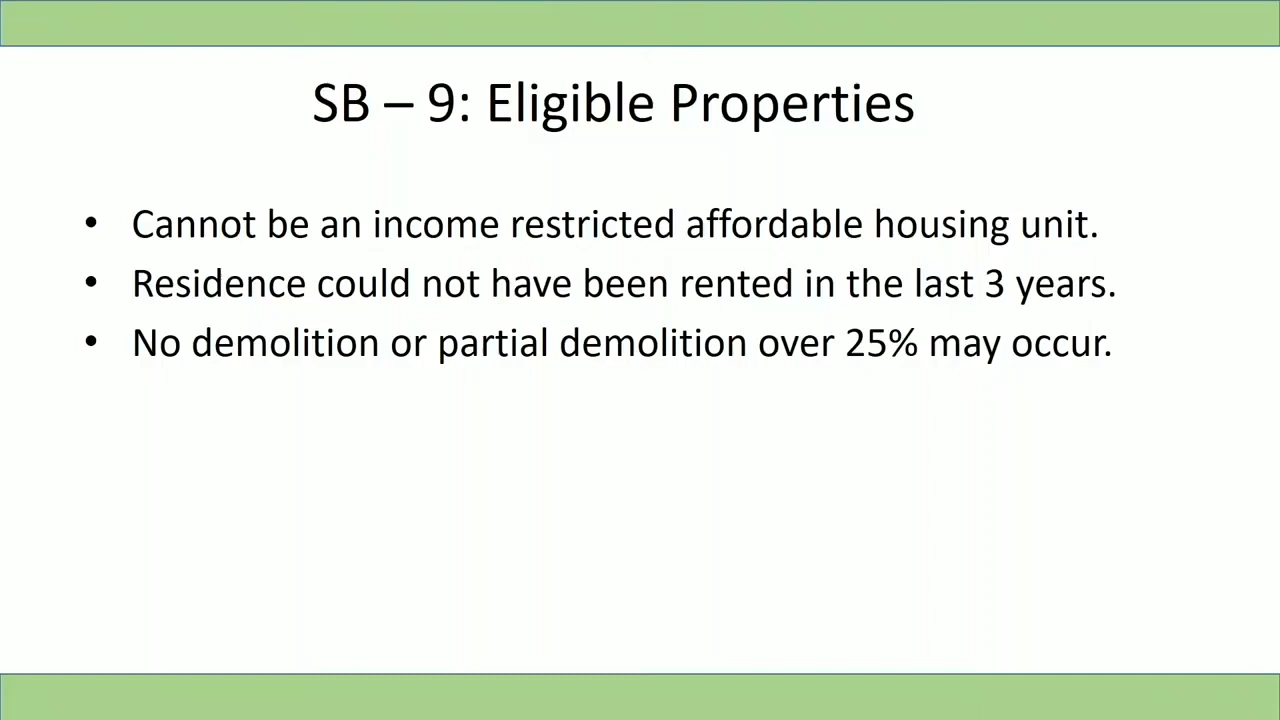 SB – 9: Eligible Properties
• Cannot be an income restricted affordable housing unit.
• Residence could not have been rented in the last 3 years.
• No demolition or partial demolition over 25% may occur.